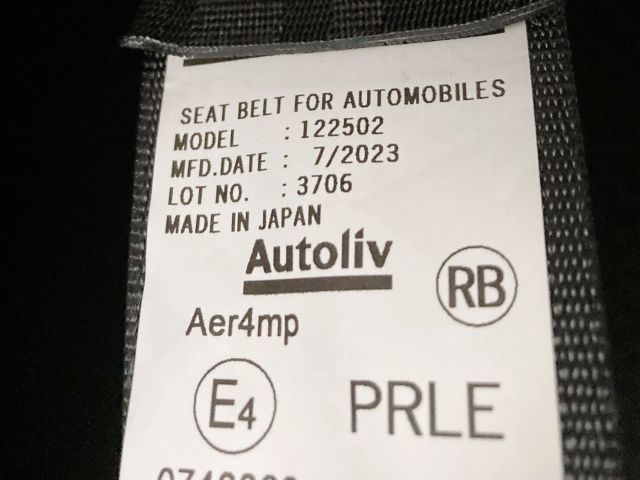 SEAT BELT FOR AUTOMOBILES
MODEL : 122502
MFD.DATE : 7/2023
LOT NO. : 3706
MADE IN JAPAN
Autoliv
RB
Aer4mp
E4 PRLE